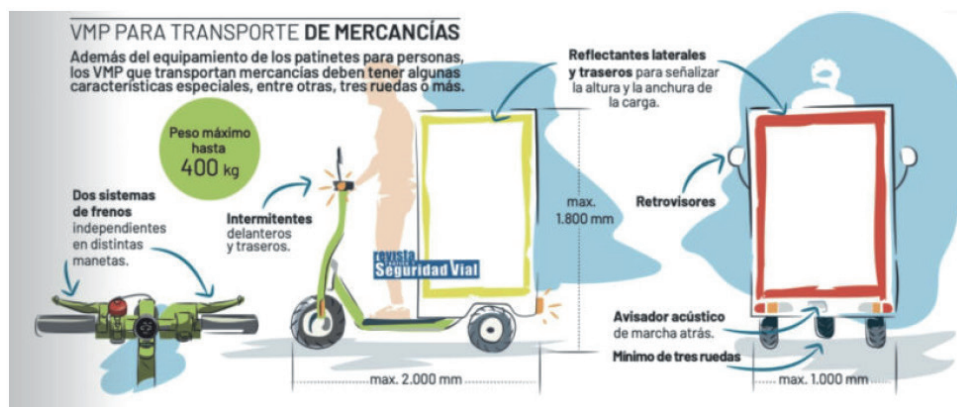 VMP PARA TRANSPORTE DE MERCANCÍAS
Además del equipamiento de los patinetes para personas,
los VMP que transportan mercancías deben tener algunas
características especiales, entre otras, tres ruedas o más.
Peso máximo
hasta
400 kg
Dos sistemas
de frenos
independientes
en distintas
manetas.
Intermitentes
delanteros
y traseros.
revista
Seguridad Vial
Reflectantes laterales
y traseros para señalizar
la altura y la anchura de
la carga.
max.
1.800 mm
Retrovisores
Avisador acústico
de marcha atrás.
Mínimo de tres ruedas
max. 2.000 mm
max. 1.000 mm